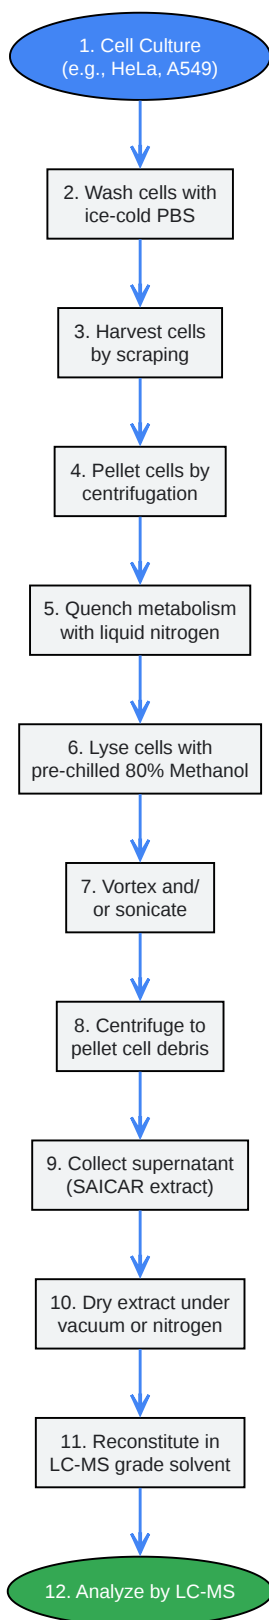 1. Cell Culture
(e.g., HeLa, A549)
2. Wash cells with
ice-cold PBS
3. Harvest cells
by scraping
4. Pellet cells by
centrifugation
5. Quench metabolism
with liquid nitrogen
6. Lyse cells with
pre-chilled 80% Methanol
7. Vortex and/
or sonicate
8. Centrifuge to
pellet cell debris
9. Collect supernatant
(SAICAR extract)
10. Dry extract under
vacuum or nitrogen
11. Reconstitute in
LC-MS grade solvent
12. Analyze by LC-MS